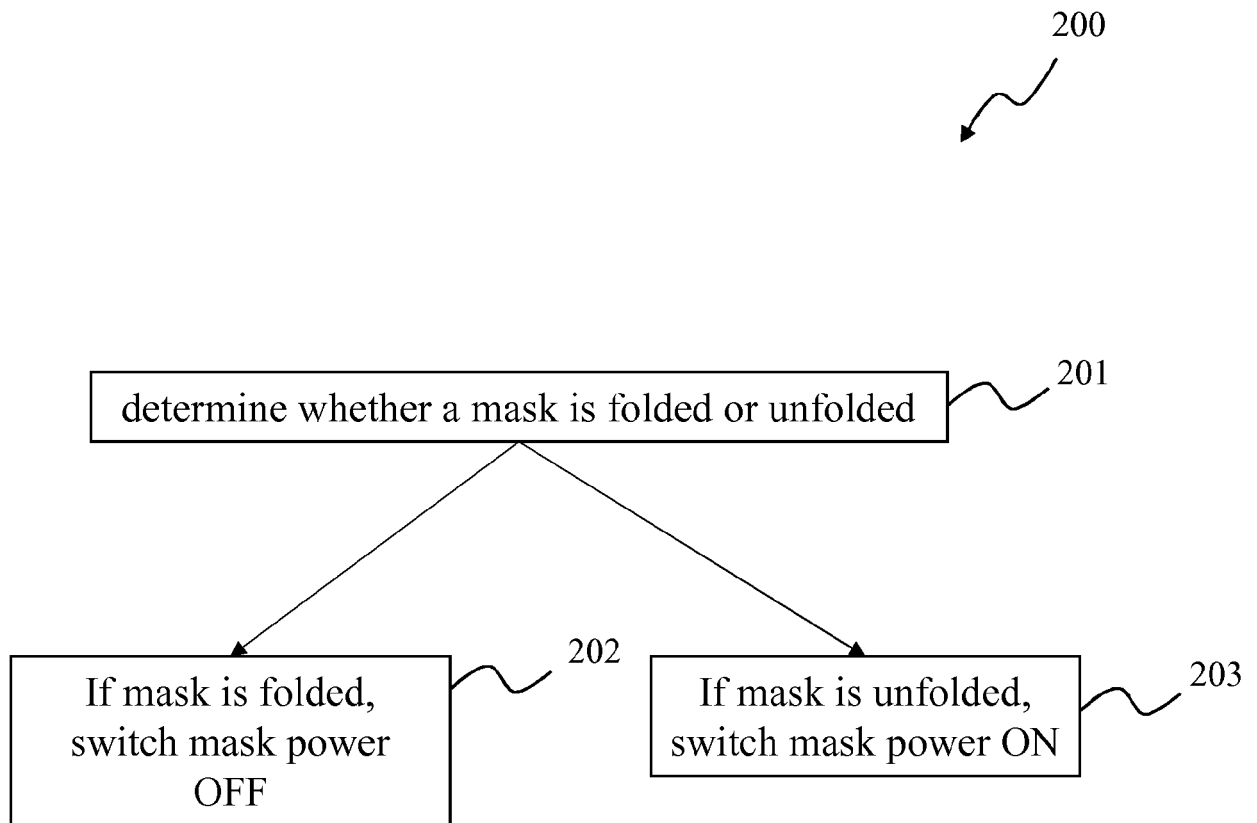 200
determine whether a mask is folded or unfolded
201
If mask is folded,
switch mask power
OFF
202
If mask is unfolded,
switch mask power ON
203